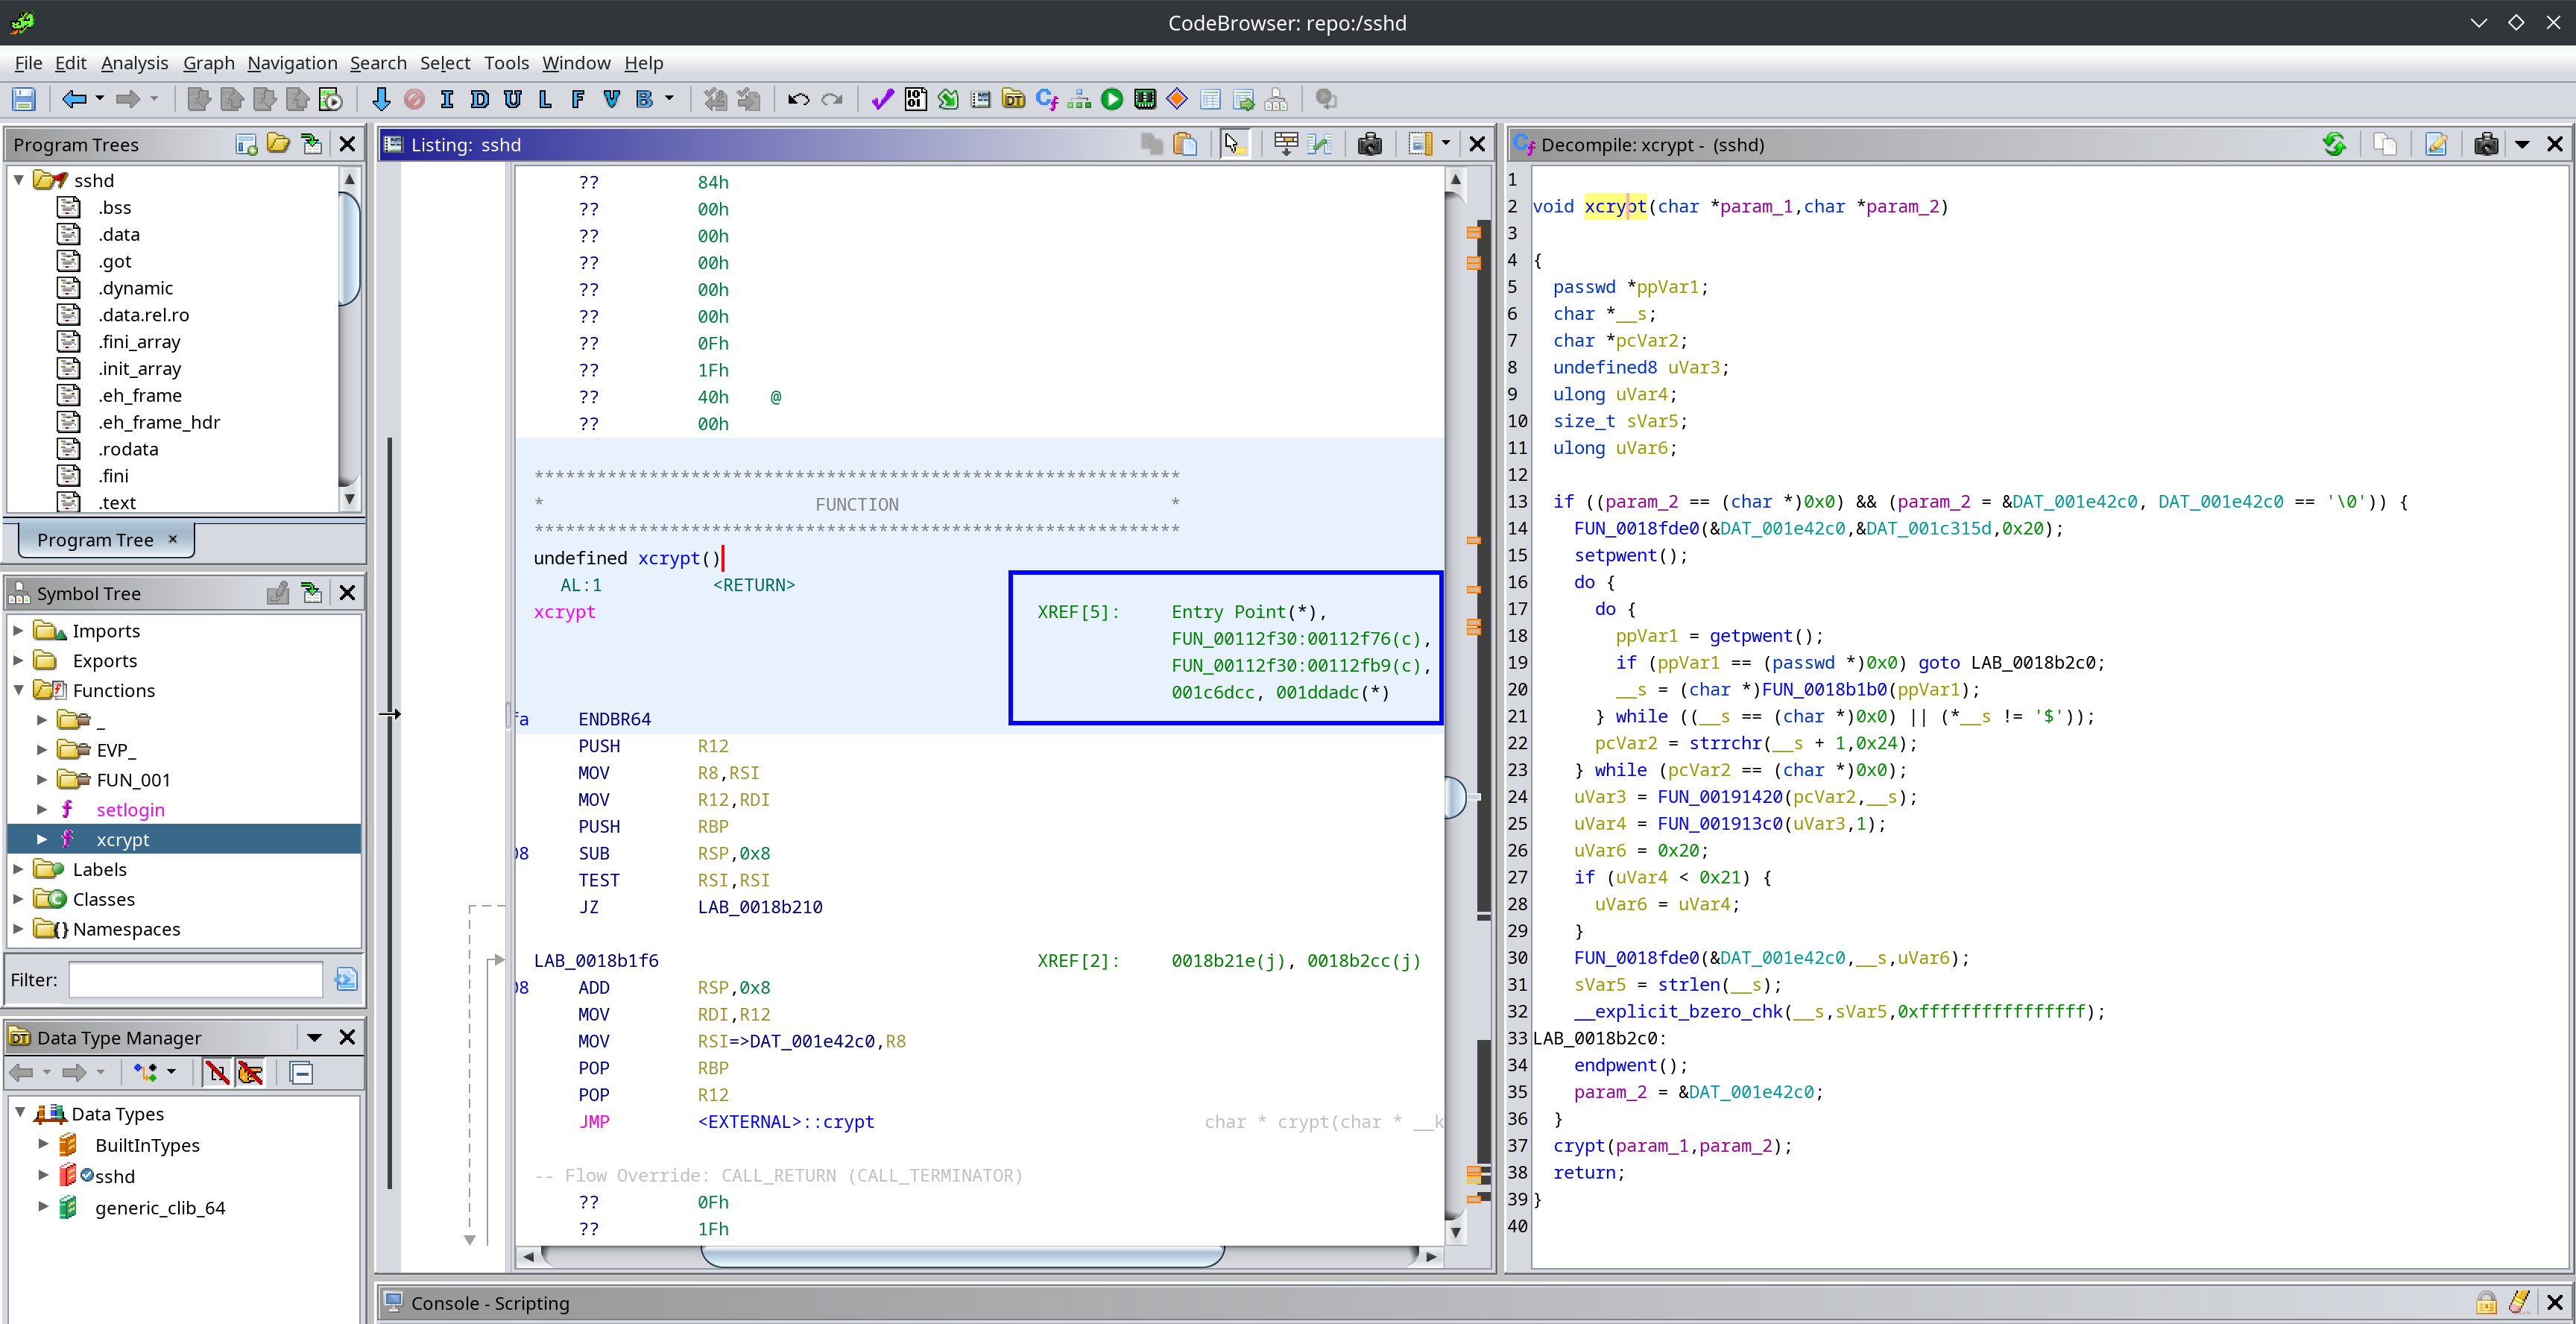 CodeBrowser: repo:/sshd
File Edit Analysis Graph Navigation Search Select Tools Window Help
I D U L F V B
Program Trees
sshd
.bss
.data
.got
.dynamic
.data.rel.ro
.fini_array
.init_array
.eh_frame
.eh_frame_hdr
.rodata
.fini
.text
Program Tree ×
Symbol Tree
Imports
Exports
Functions
_
EVP_
FUN_001
setlogin
xcrypt
Labels
Classes
Namespaces
Filter:
Data Type Manager
Data Types
BuiltInTypes
sshd
generic_clib_64
Listing: sshd
?? 84h
?? 00h
?? 00h
?? 00h
?? 00h
?? 00h
?? 0Fh
?? 1Fh
?? 40h @
?? 00h
**************************************************************
* FUNCTION *
**************************************************************
undefined xcrypt()
AL:1 <RETURN>
xcrypt XREF[5]: Entry Point(*),
FUN_00112f30:00112f76(c),
FUN_00112f30:00112fb9(c),
001c6dcc, 001ddadc(*)
fa ENDBR64
PUSH R12
MOV R8,RSI
MOV R12,RDI
PUSH RBP
08 SUB RSP,0x8
TEST RSI,RSI
JZ LAB_0018b210
LAB_0018b1f6 XREF[2]: 0018b21e(j), 0018b2cc(j)
08 ADD RSP,0x8
MOV RDI,R12
MOV RSI=>DAT_001e42c0,R8
POP RBP
POP R12
JMP <EXTERNAL>::crypt char * crypt(char * __k
-- Flow Override: CALL_RETURN (CALL_TERMINATOR)
?? 0Fh
?? 1Fh
Decompile: xcrypt - (sshd)
1
2 void xcrypt(char *param_1,char *param_2)
3
4 {
5 passwd *ppVar1;
6 char *__s;
7 char *pcVar2;
8 undefined8 uVar3;
9 ulong uVar4;
10 size_t sVar5;
11 ulong uVar6;
12
13 if ((param_2 == (char *)0x0) && (param_2 = &DAT_001e42c0, DAT_001e42c0 == '\0')) {
14 FUN_0018fde0(&DAT_001e42c0,&DAT_001c315d,0x20);
15 setpwent();
16 do {
17 do {
18 ppVar1 = getpwent();
19 if (ppVar1 == (passwd *)0x0) goto LAB_0018b2c0;
20 __s = (char *)FUN_0018b1b0(ppVar1);
21 } while ((__s == (char *)0x0) || (*__s != '$'));
22 pcVar2 = strrchr(__s + 1,0x24);
23 } while (pcVar2 == (char *)0x0);
24 uVar3 = FUN_00191420(pcVar2,__s);
25 uVar4 = FUN_001913c0(uVar3,1);
26 uVar6 = 0x20;
27 if (uVar4 < 0x21) {
28 uVar6 = uVar4;
29 }
30 FUN_0018fde0(&DAT_001e42c0,__s,uVar6);
31 sVar5 = strlen(__s);
32 __explicit_bzero_chk(__s,sVar5,0xffffffffffffffff);
33 LAB_0018b2c0:
34 endpwent();
35 param_2 = &DAT_001e42c0;
36 }
37 crypt(param_1,param_2);
38 return;
39 }
40
Console - Scripting